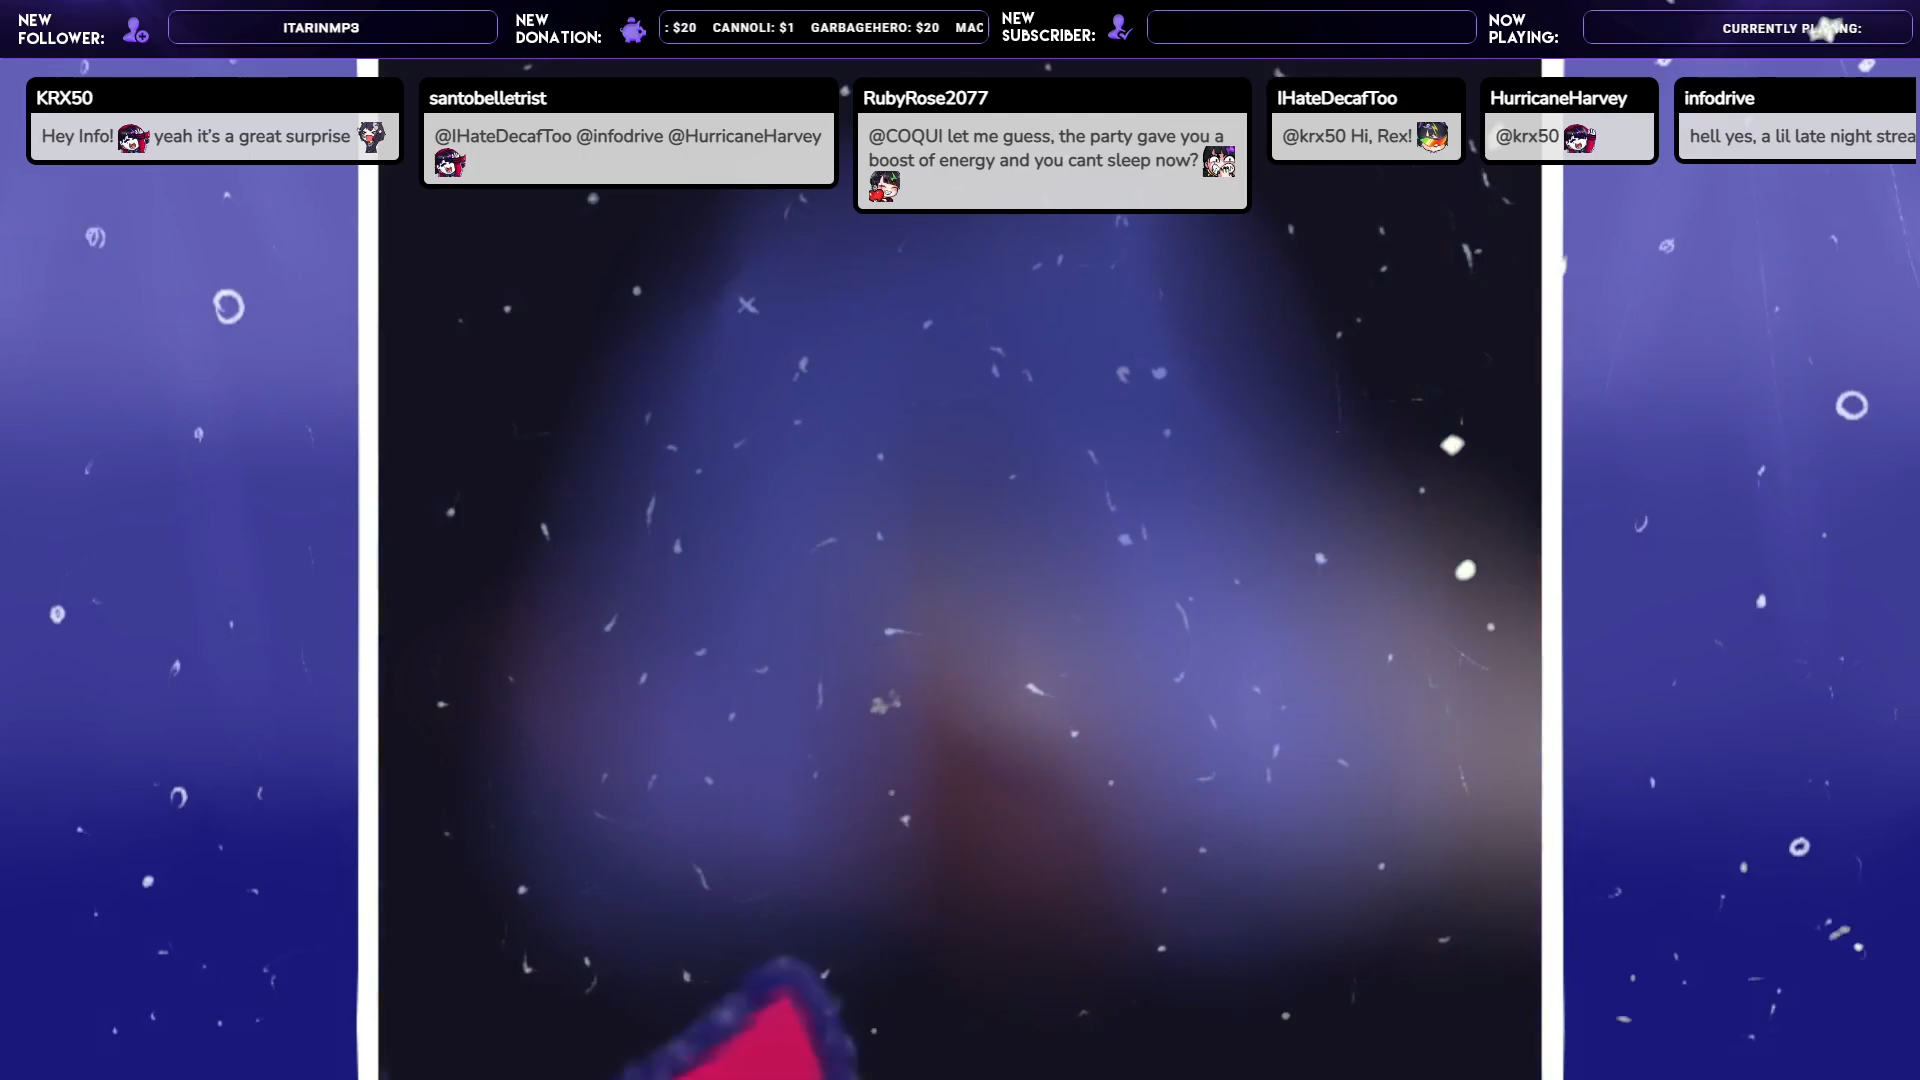 NEW
FOLLOWER:
ITARINMP3
NEW
DONATION:
: $20 CANNOLI: $1 GARBAGEHERO: $20 MAC
NEW
SUBSCRIBER:
NOW
PLAYING:
CURRENTLY PLAYING:
KRX50
Hey Info! yeah it's a great surprise
santobelletrist
@IHateDecafToo @infodrive @HurricaneHarvey
RubyRose2077
@COQUI let me guess, the party gave you a
boost of energy and you cant sleep now?
IHateDecafToo
@krx50 Hi, Rex!
HurricaneHarvey
@krx50
infodrive
hell yes, a lil late night strea